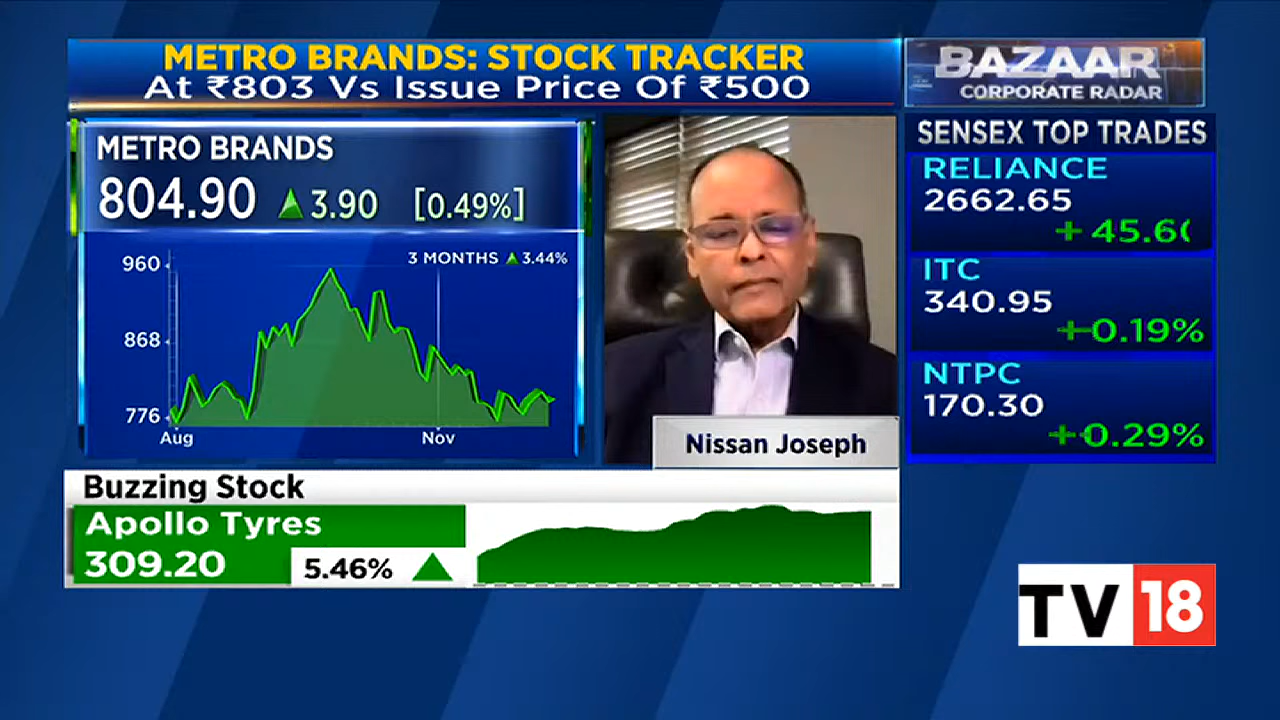 METRO BRANDS: STOCK TRACKER
At ₹803 Vs Issue Price Of ₹500
BAZAAR
CORPORATE RADAR
METRO BRANDS
804.90 ▲ 3.90 [0.49%]
3 MONTHS ▲ 3.44%
960
868
776
Aug Nov
Nissan Joseph
SENSEX TOP TRADES
RELIANCE
2662.65
+ 45.6
ITC
340.95
+0.19%
NTPC
170.30
+0.29%
Buzzing Stock
Apollo Tyres
309.20 5.46% ▲
TV18